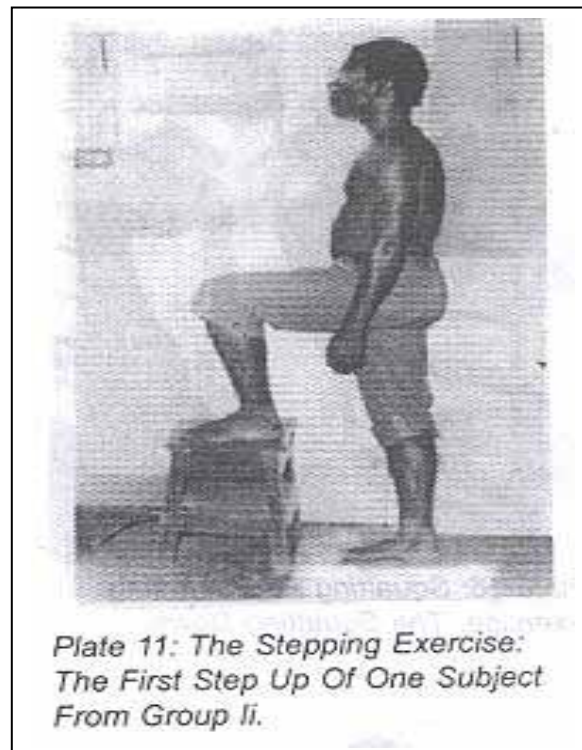 Plate 11: The Stepping Exercise:
The First Step Up Of One Subject
From Group Ii.